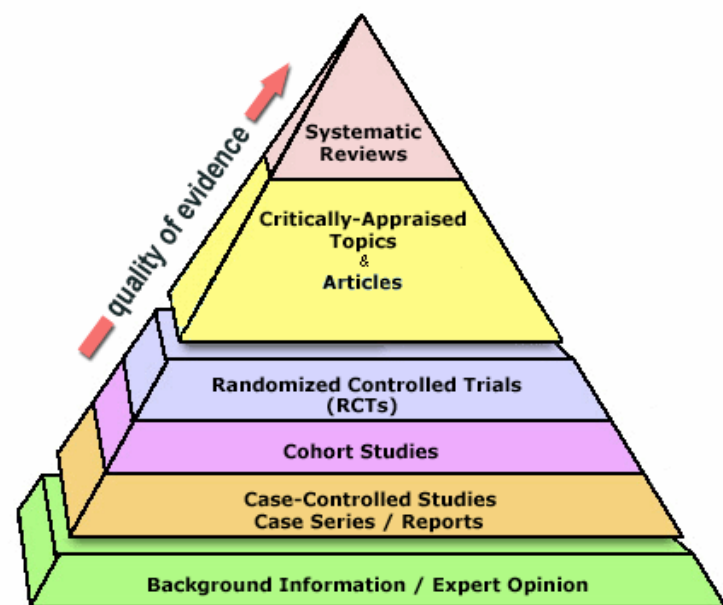 quality of evidence
Systematic
Reviews
Critically-Appraised
Topics
&
Articles
Randomized Controlled Trials
(RCTs)
Cohort Studies
Case-Controlled Studies
Case Series / Reports
Background Information / Expert Opinion